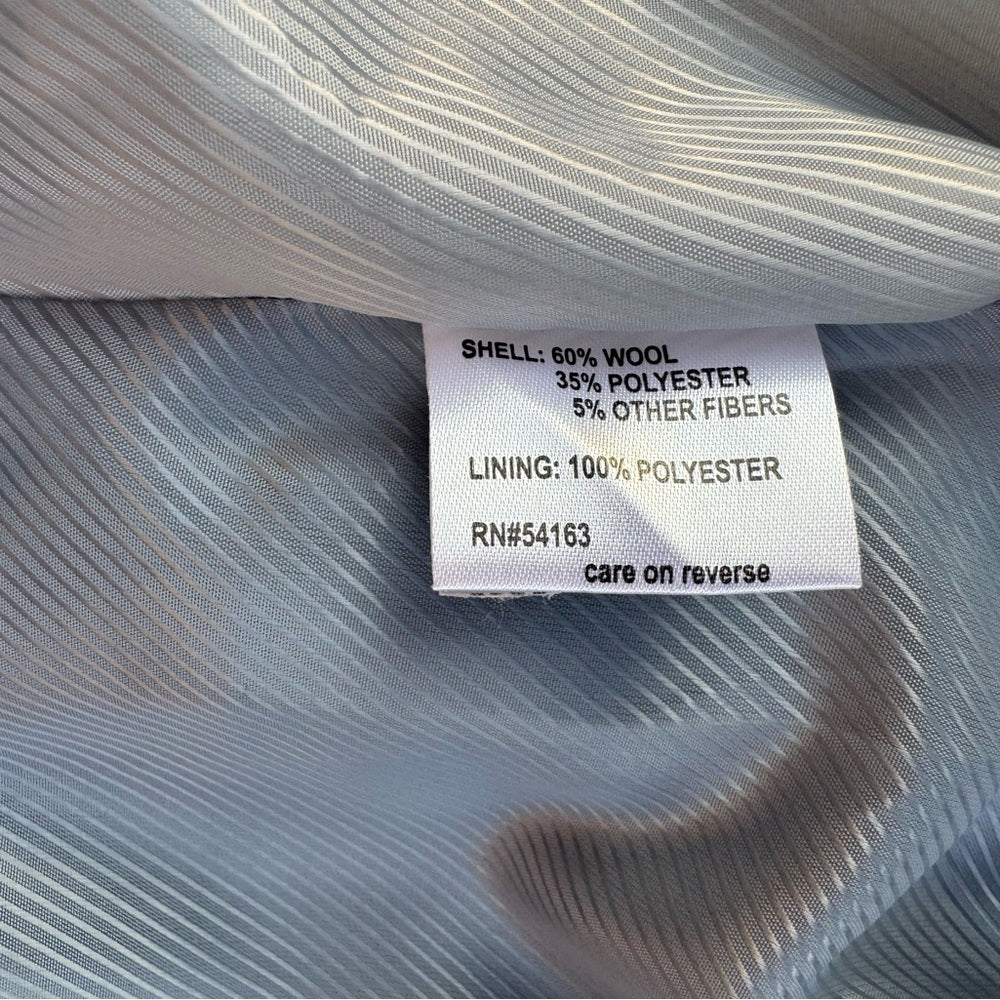 SHELL: 60% WOOL
35% POLYESTER
5% OTHER FIBERS
LINING: 100% POLYESTER
RN#54163
care on reverse